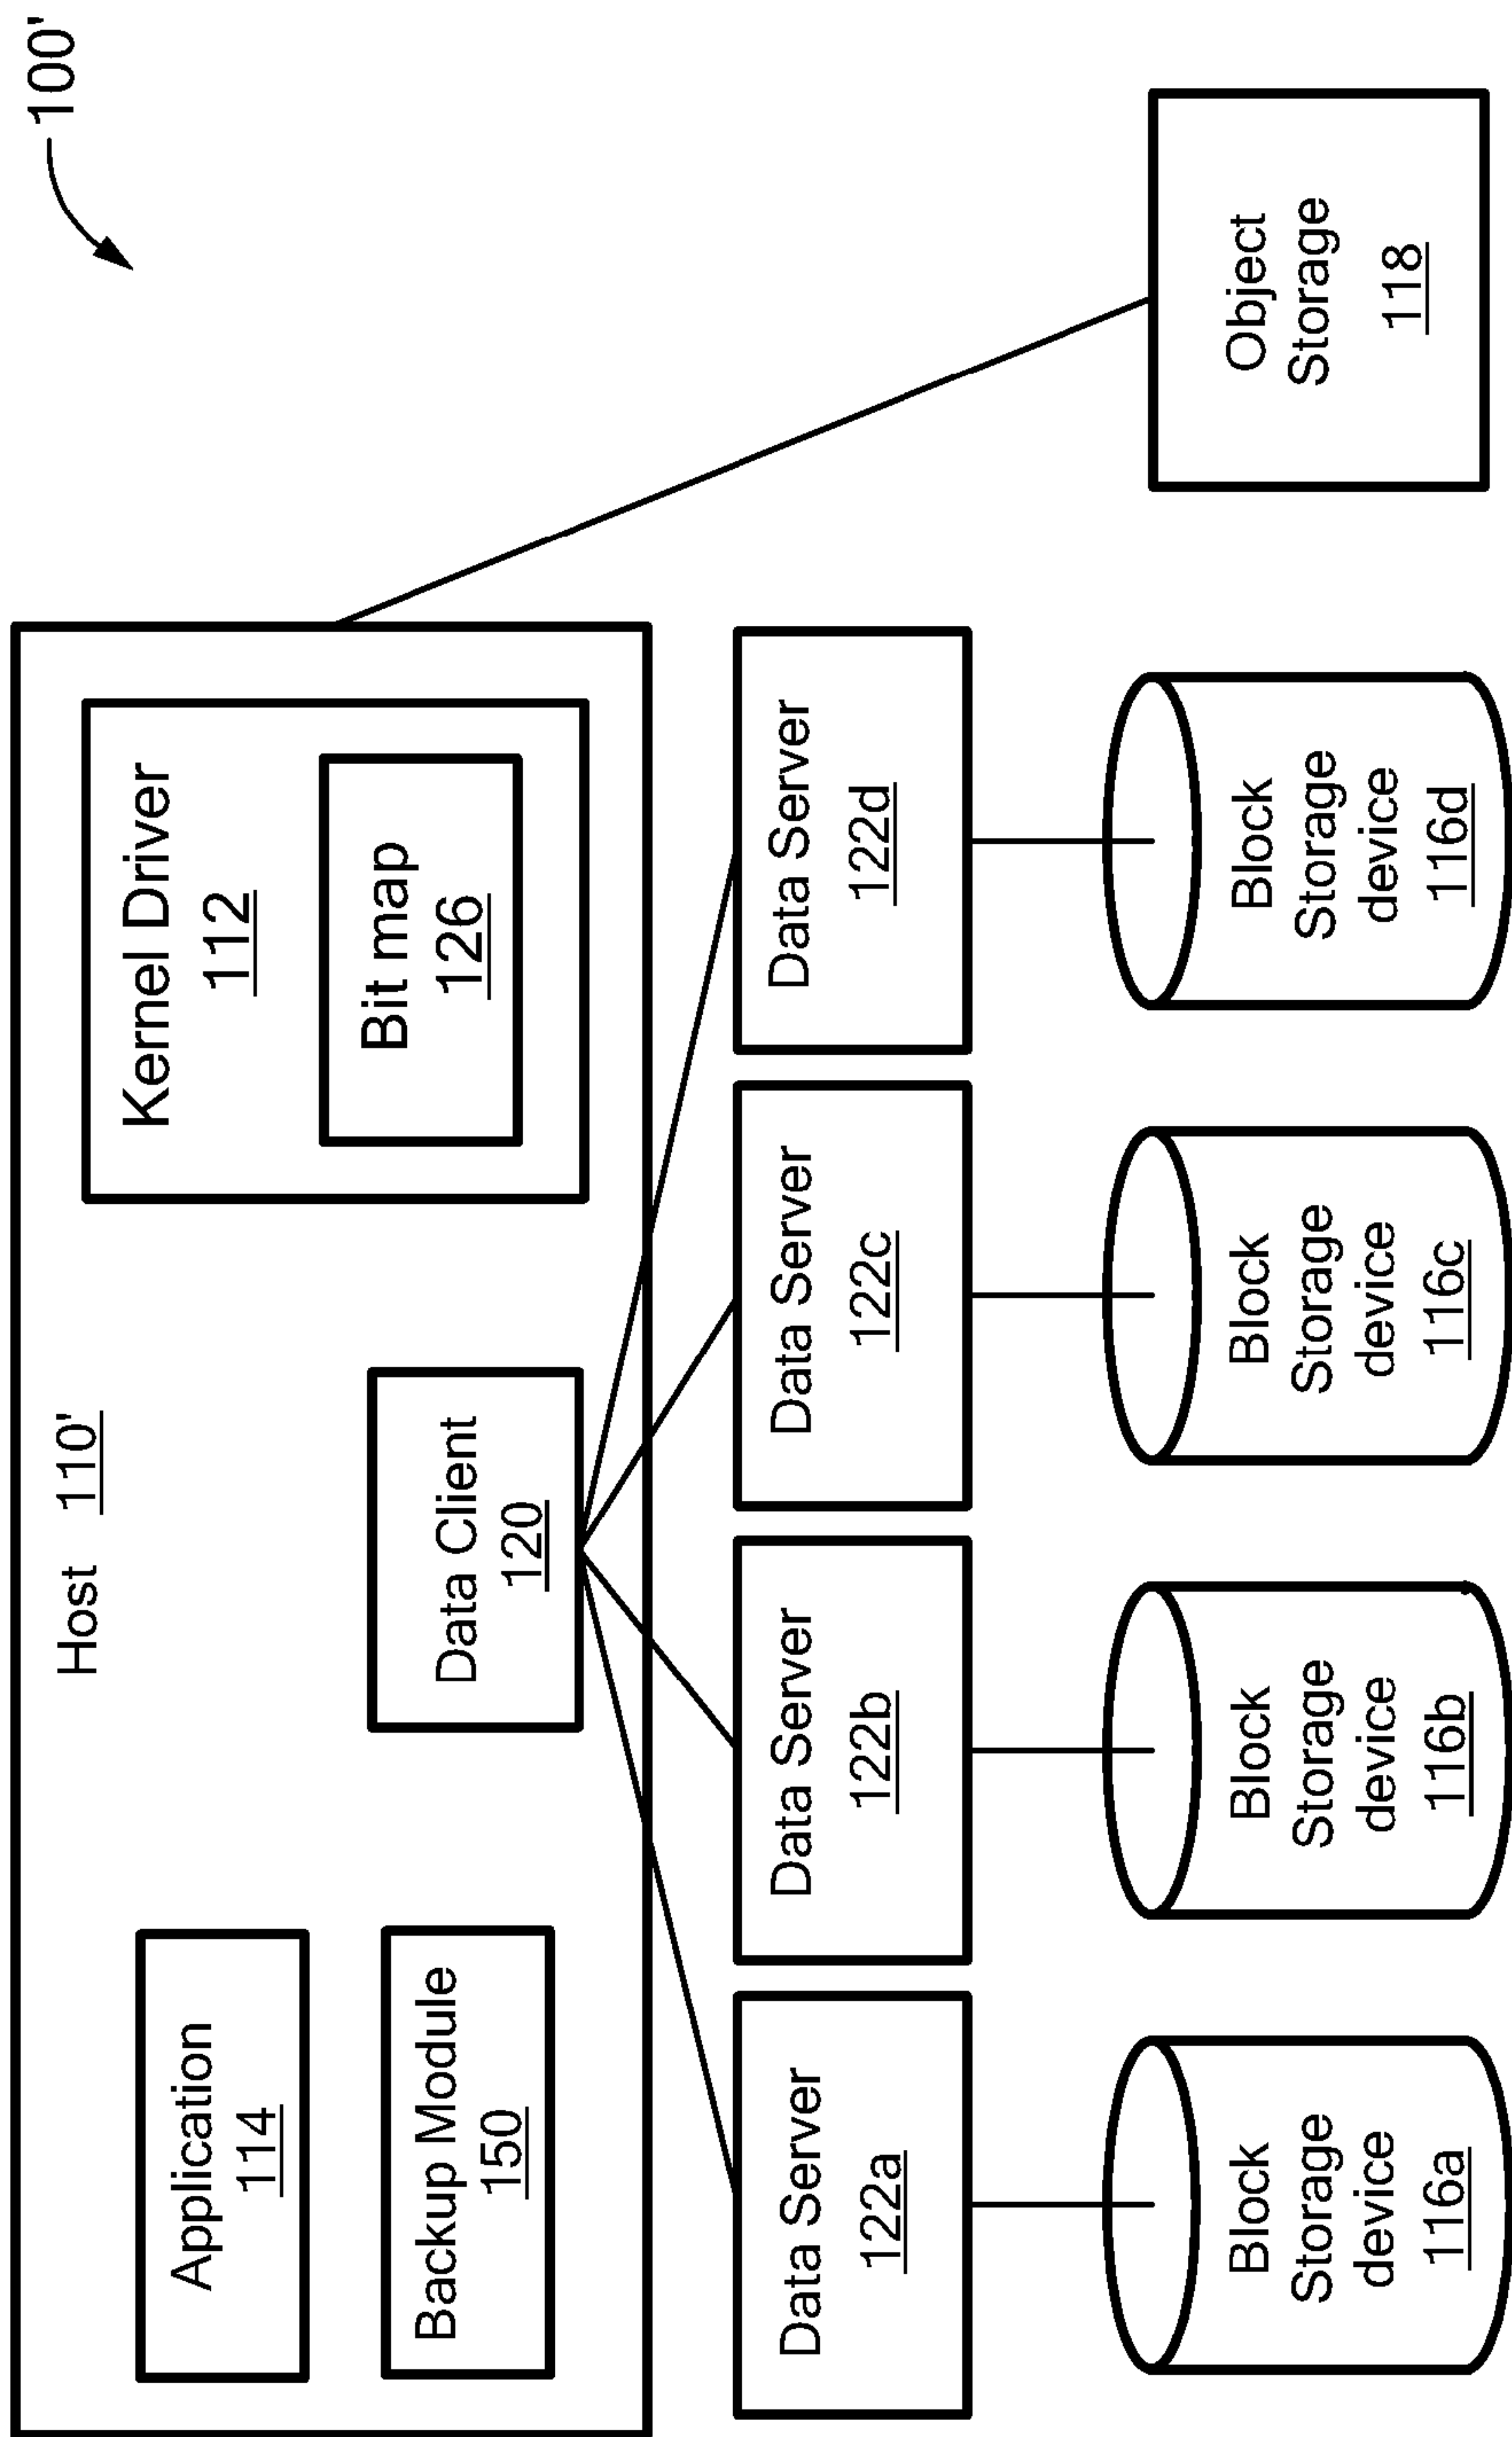 100'
Host 110'
Application
114
Kernel Driver
112
Bit map
126
Backup Module
150
Data Client
120
Data Server
122a
Data Server
122b
Data Server
122c
Data Server
122d
Block
Storage
device
116a
Block
Storage
device
116b
Block
Storage
device
116c
Block
Storage
device
116d
Object
Storage
118